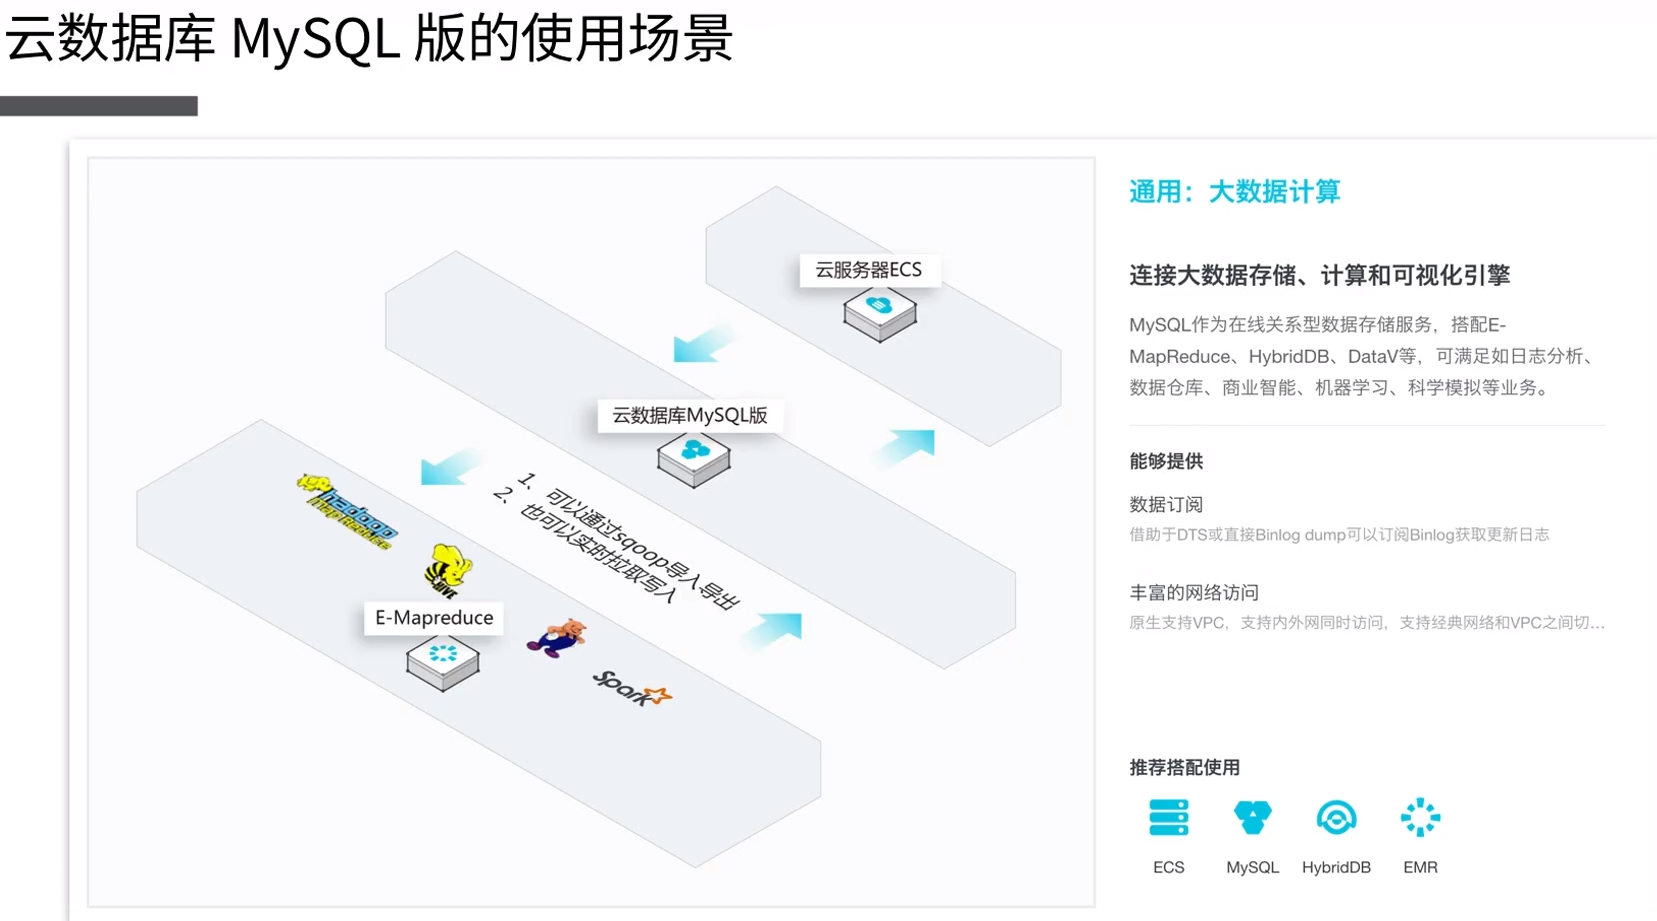 云数据库 MySQL 版的使用场景
云服务器ECS
云数据库MySQL版
1、可以通过sqoop导入导出
2、也可以实时拉取写入
hadoop
Map Reduce
HIVE
E-Mapreduce
Spark
通用：大数据计算
连接大数据存储、计算和可视化引擎
MySQL作为在线关系型数据存储服务，搭配E-
MapReduce、HybridDB、DataV等，可满足如日志分析、
数据仓库、商业智能、机器学习、科学模拟等业务。
能够提供
数据订阅
借助于DTS或直接Binlog dump可以订阅Binlog获取更新日志
丰富的网络访问
原生支持VPC，支持内外网同时访问，支持经典网络和VPC之间切...
推荐搭配使用
ECS
MySQL
HybridDB
EMR